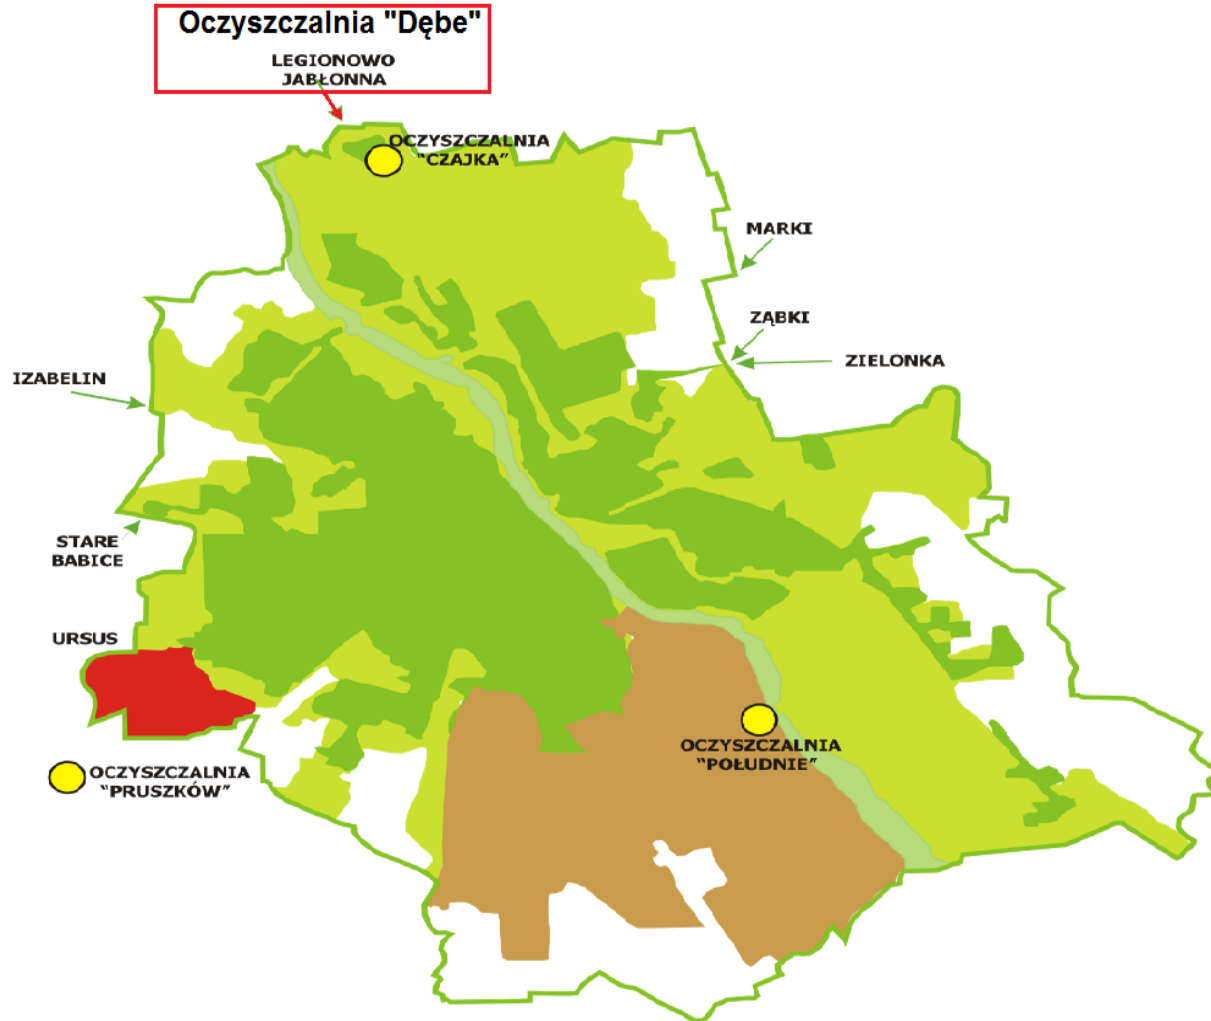 Oczyszczalnia "Dębe"
LEGIONOWO
JABŁONNA
OCZYSZCZALNIA
"CZAJKA"
MARKI
ZĄBKI
ZIELONKA
IZABELIN
STARE
BABICE
URSUS
OCZYSZCZALNIA
"POŁUDNIE"
OCZYSZCZALNIA
"PRUSZKÓW"